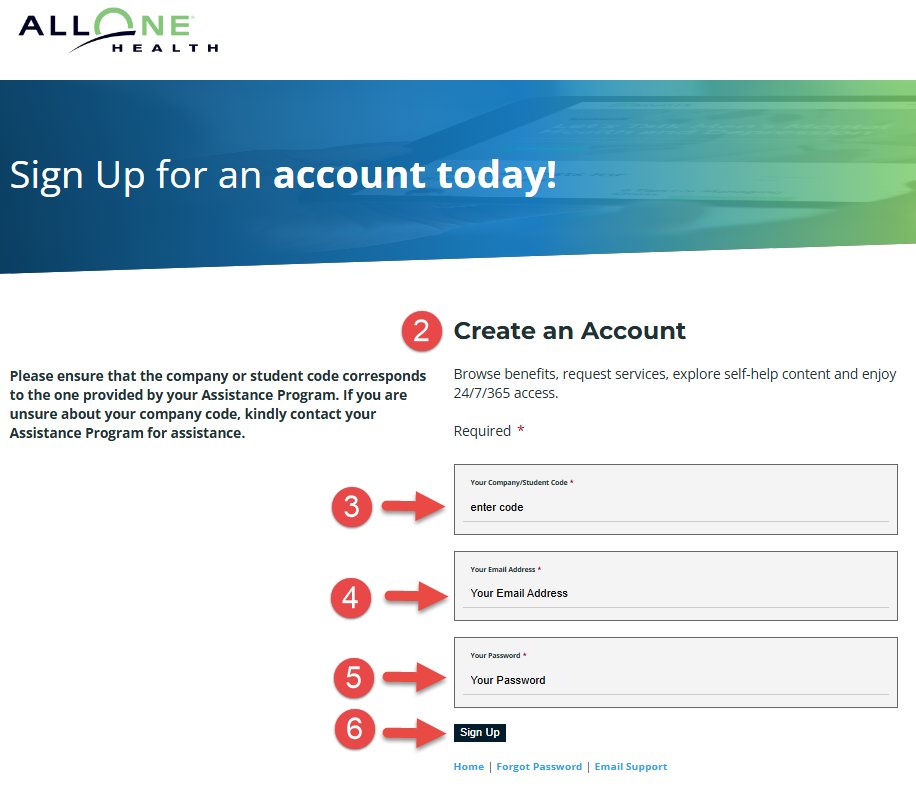 ALLONE
HEALTH
Sign Up for an account today!
2 Create an Account
Please ensure that the company or student code corresponds
to the one provided by your Assistance Program. If you are
unsure about your company code, kindly contact your
Assistance Program for assistance.
Browse benefits, request services, explore self-help content and enjoy
24/7/365 access.
Required *
Your Company/Student Code *
3 enter code
Your Email Address *
4 Your Email Address
Your Password *
5 Your Password
6 Sign Up
Home | Forgot Password | Email Support